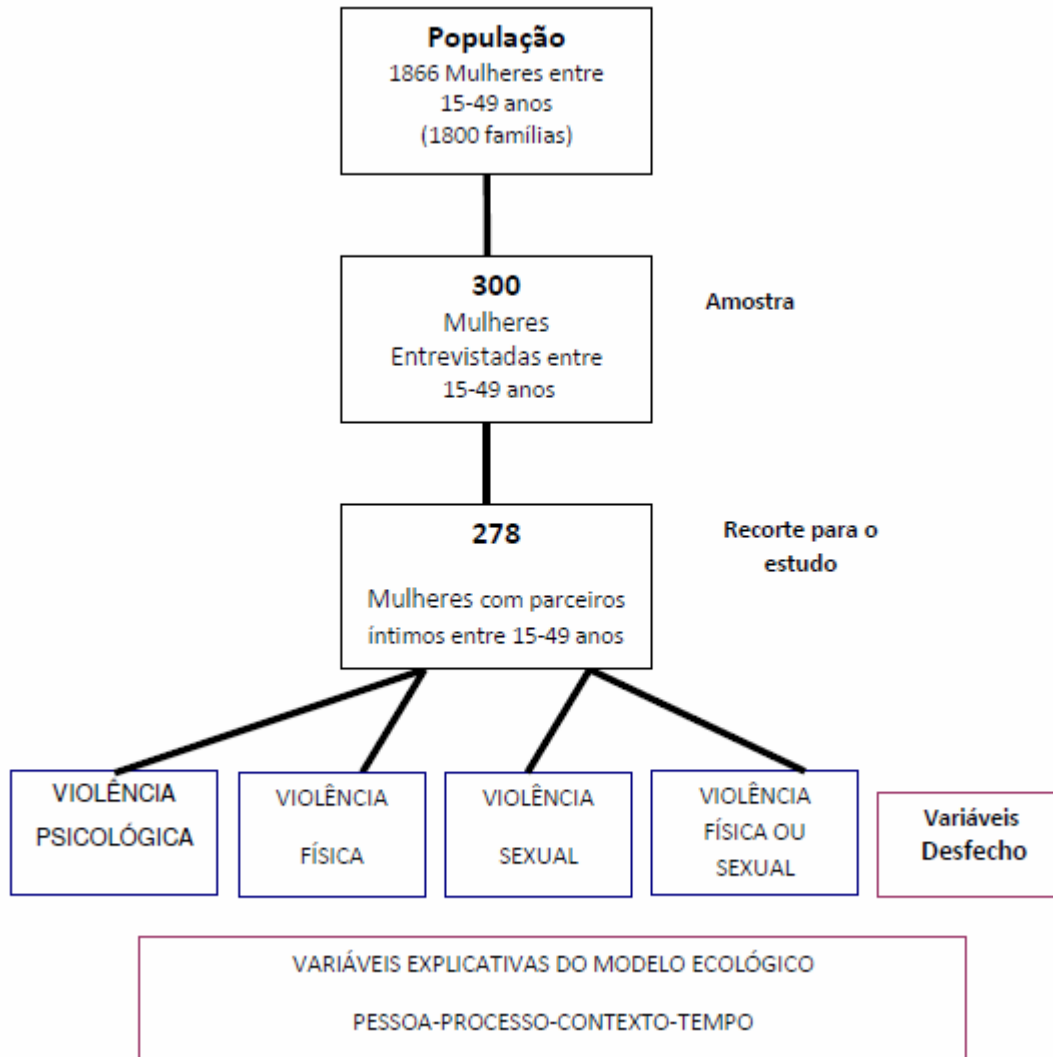 População
1866 Mulheres entre
15-49 anos
(1800 famílias)
300
Mulheres
Entrevistadas entre
15-49 anos
Amostra
278
Mulheres com parceiros
íntimos entre 15-49 anos
Recorte para o
estudo
VIOLÊNCIA
PSICOLÓGICA
VIOLÊNCIA
FÍSICA
VIOLÊNCIA
SEXUAL
VIOLÊNCIA
FÍSICA OU
SEXUAL
Variáveis
Desfecho
VARIÁVEIS EXPLICATIVAS DO MODELO ECOLÓGICO
PESSOA-PROCESSO-CONTEXTO-TEMPO